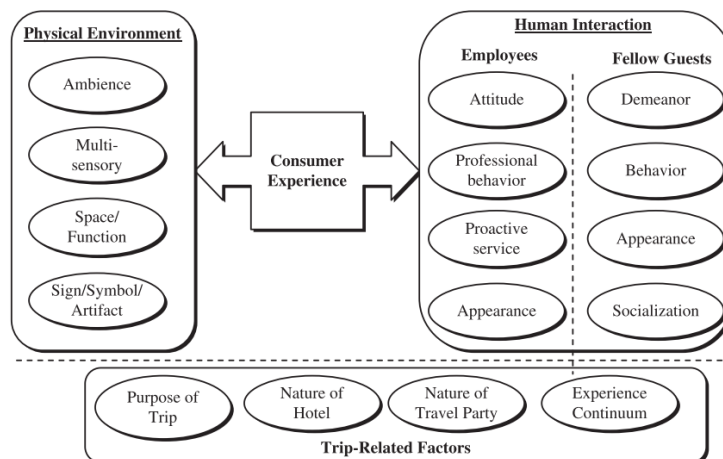 Physical Environment
Ambience
Multi-
sensory
Space/
Function
Sign/Symbol/
Artifact
Consumer
Experience
Human Interaction
Employees
Attitude
Professional
behavior
Proactive
service
Appearance
Fellow Guests
Demeanor
Behavior
Appearance
Socialization
Purpose of
Trip
Nature of
Hotel
Nature of
Travel Party
Experience
Continuum
Trip-Related Factors